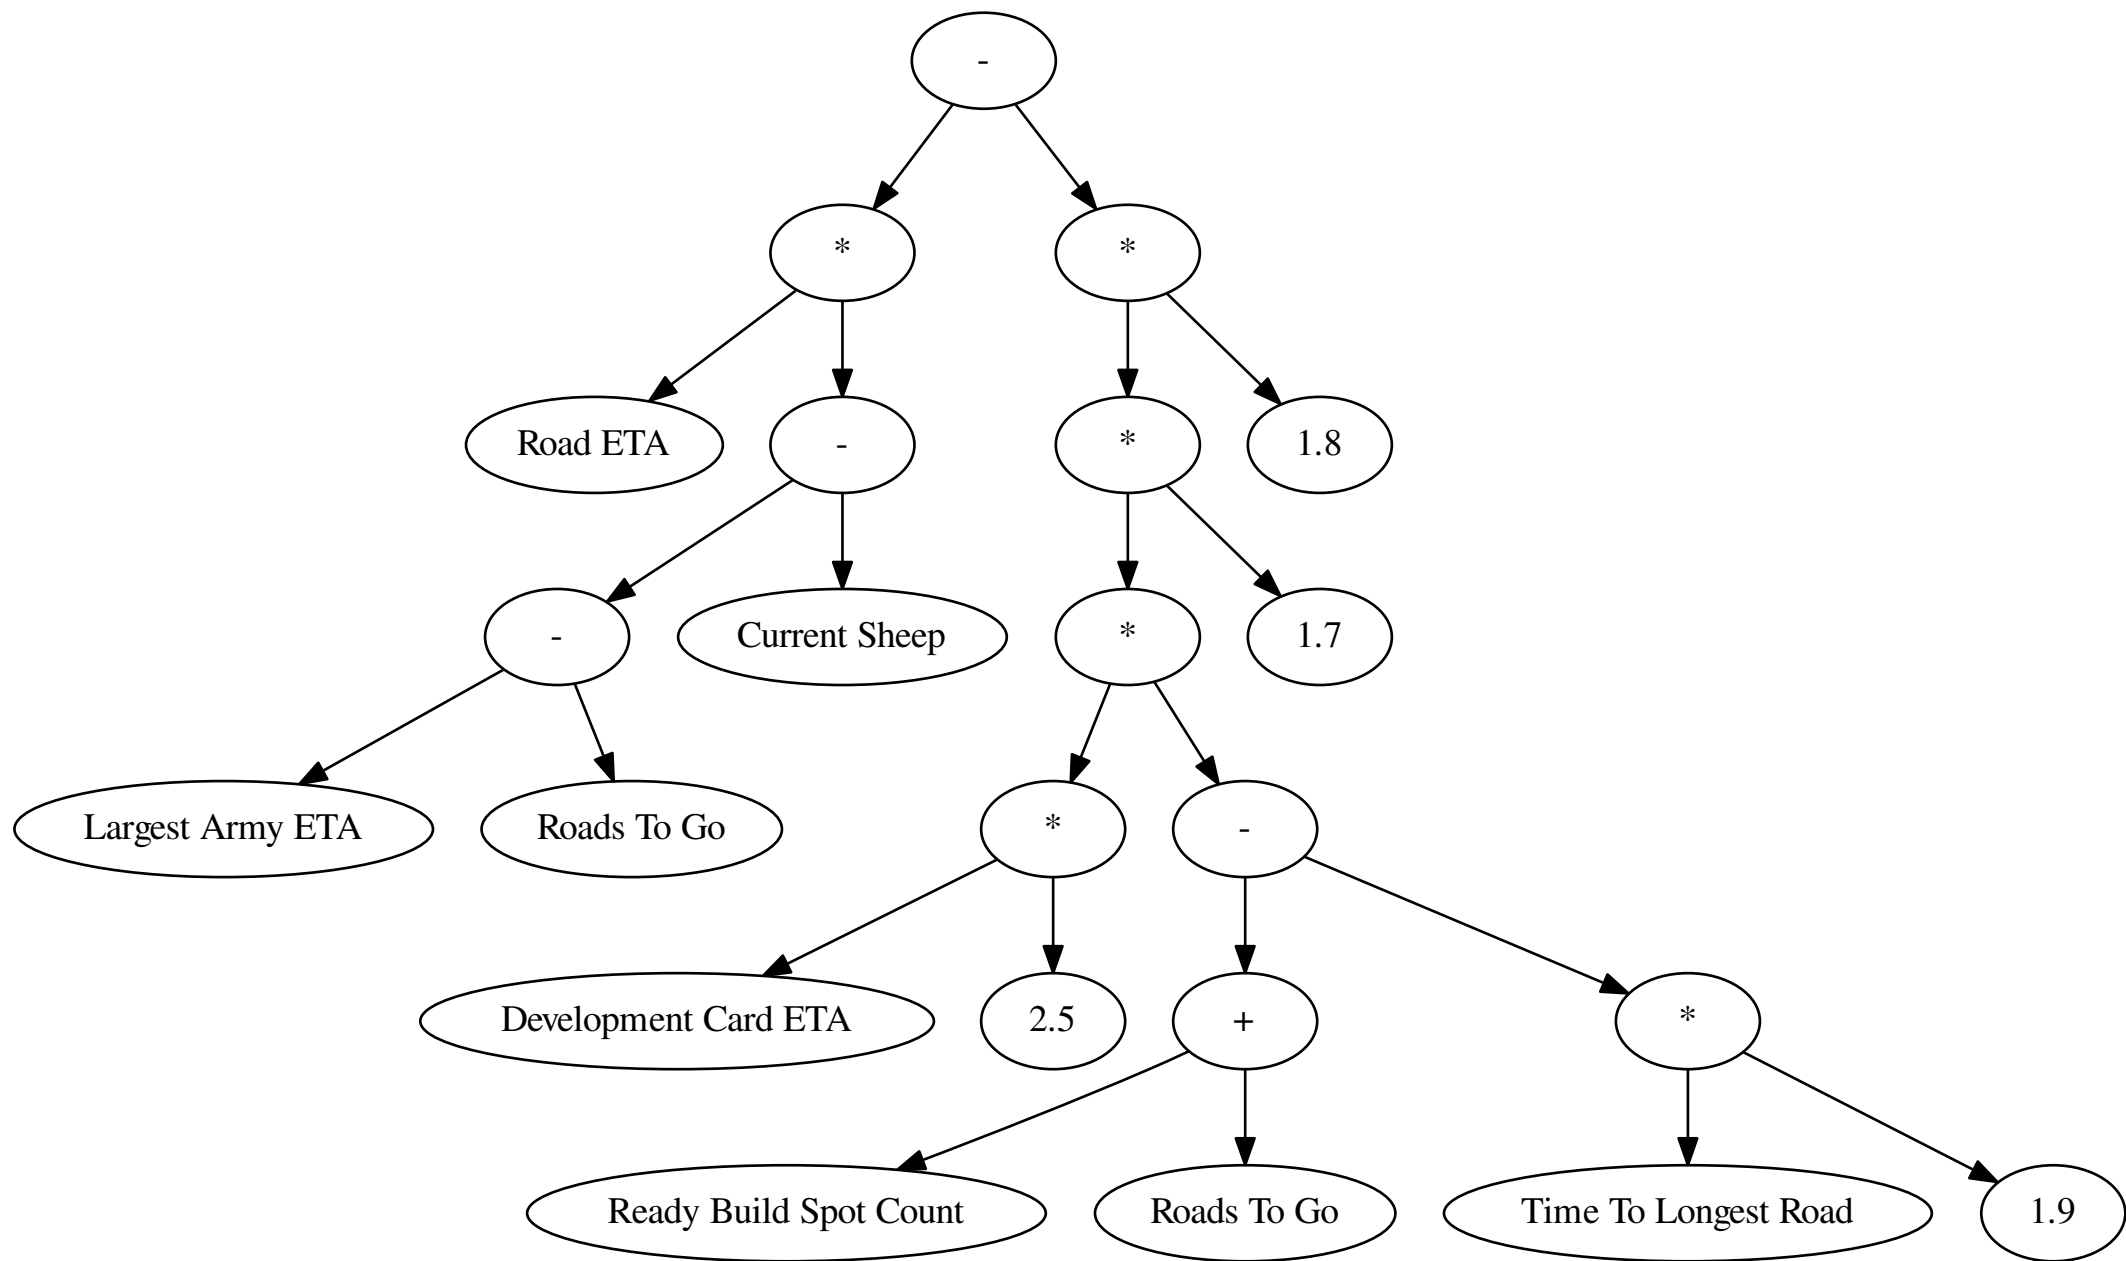 -
*
*
Road ETA
-
*
1.8
-
Current Sheep
*
1.7
Largest Army ETA
Roads To Go
*
-
Development Card ETA
2.5
+
*
Ready Build Spot Count
Roads To Go
Time To Longest Road
1.9